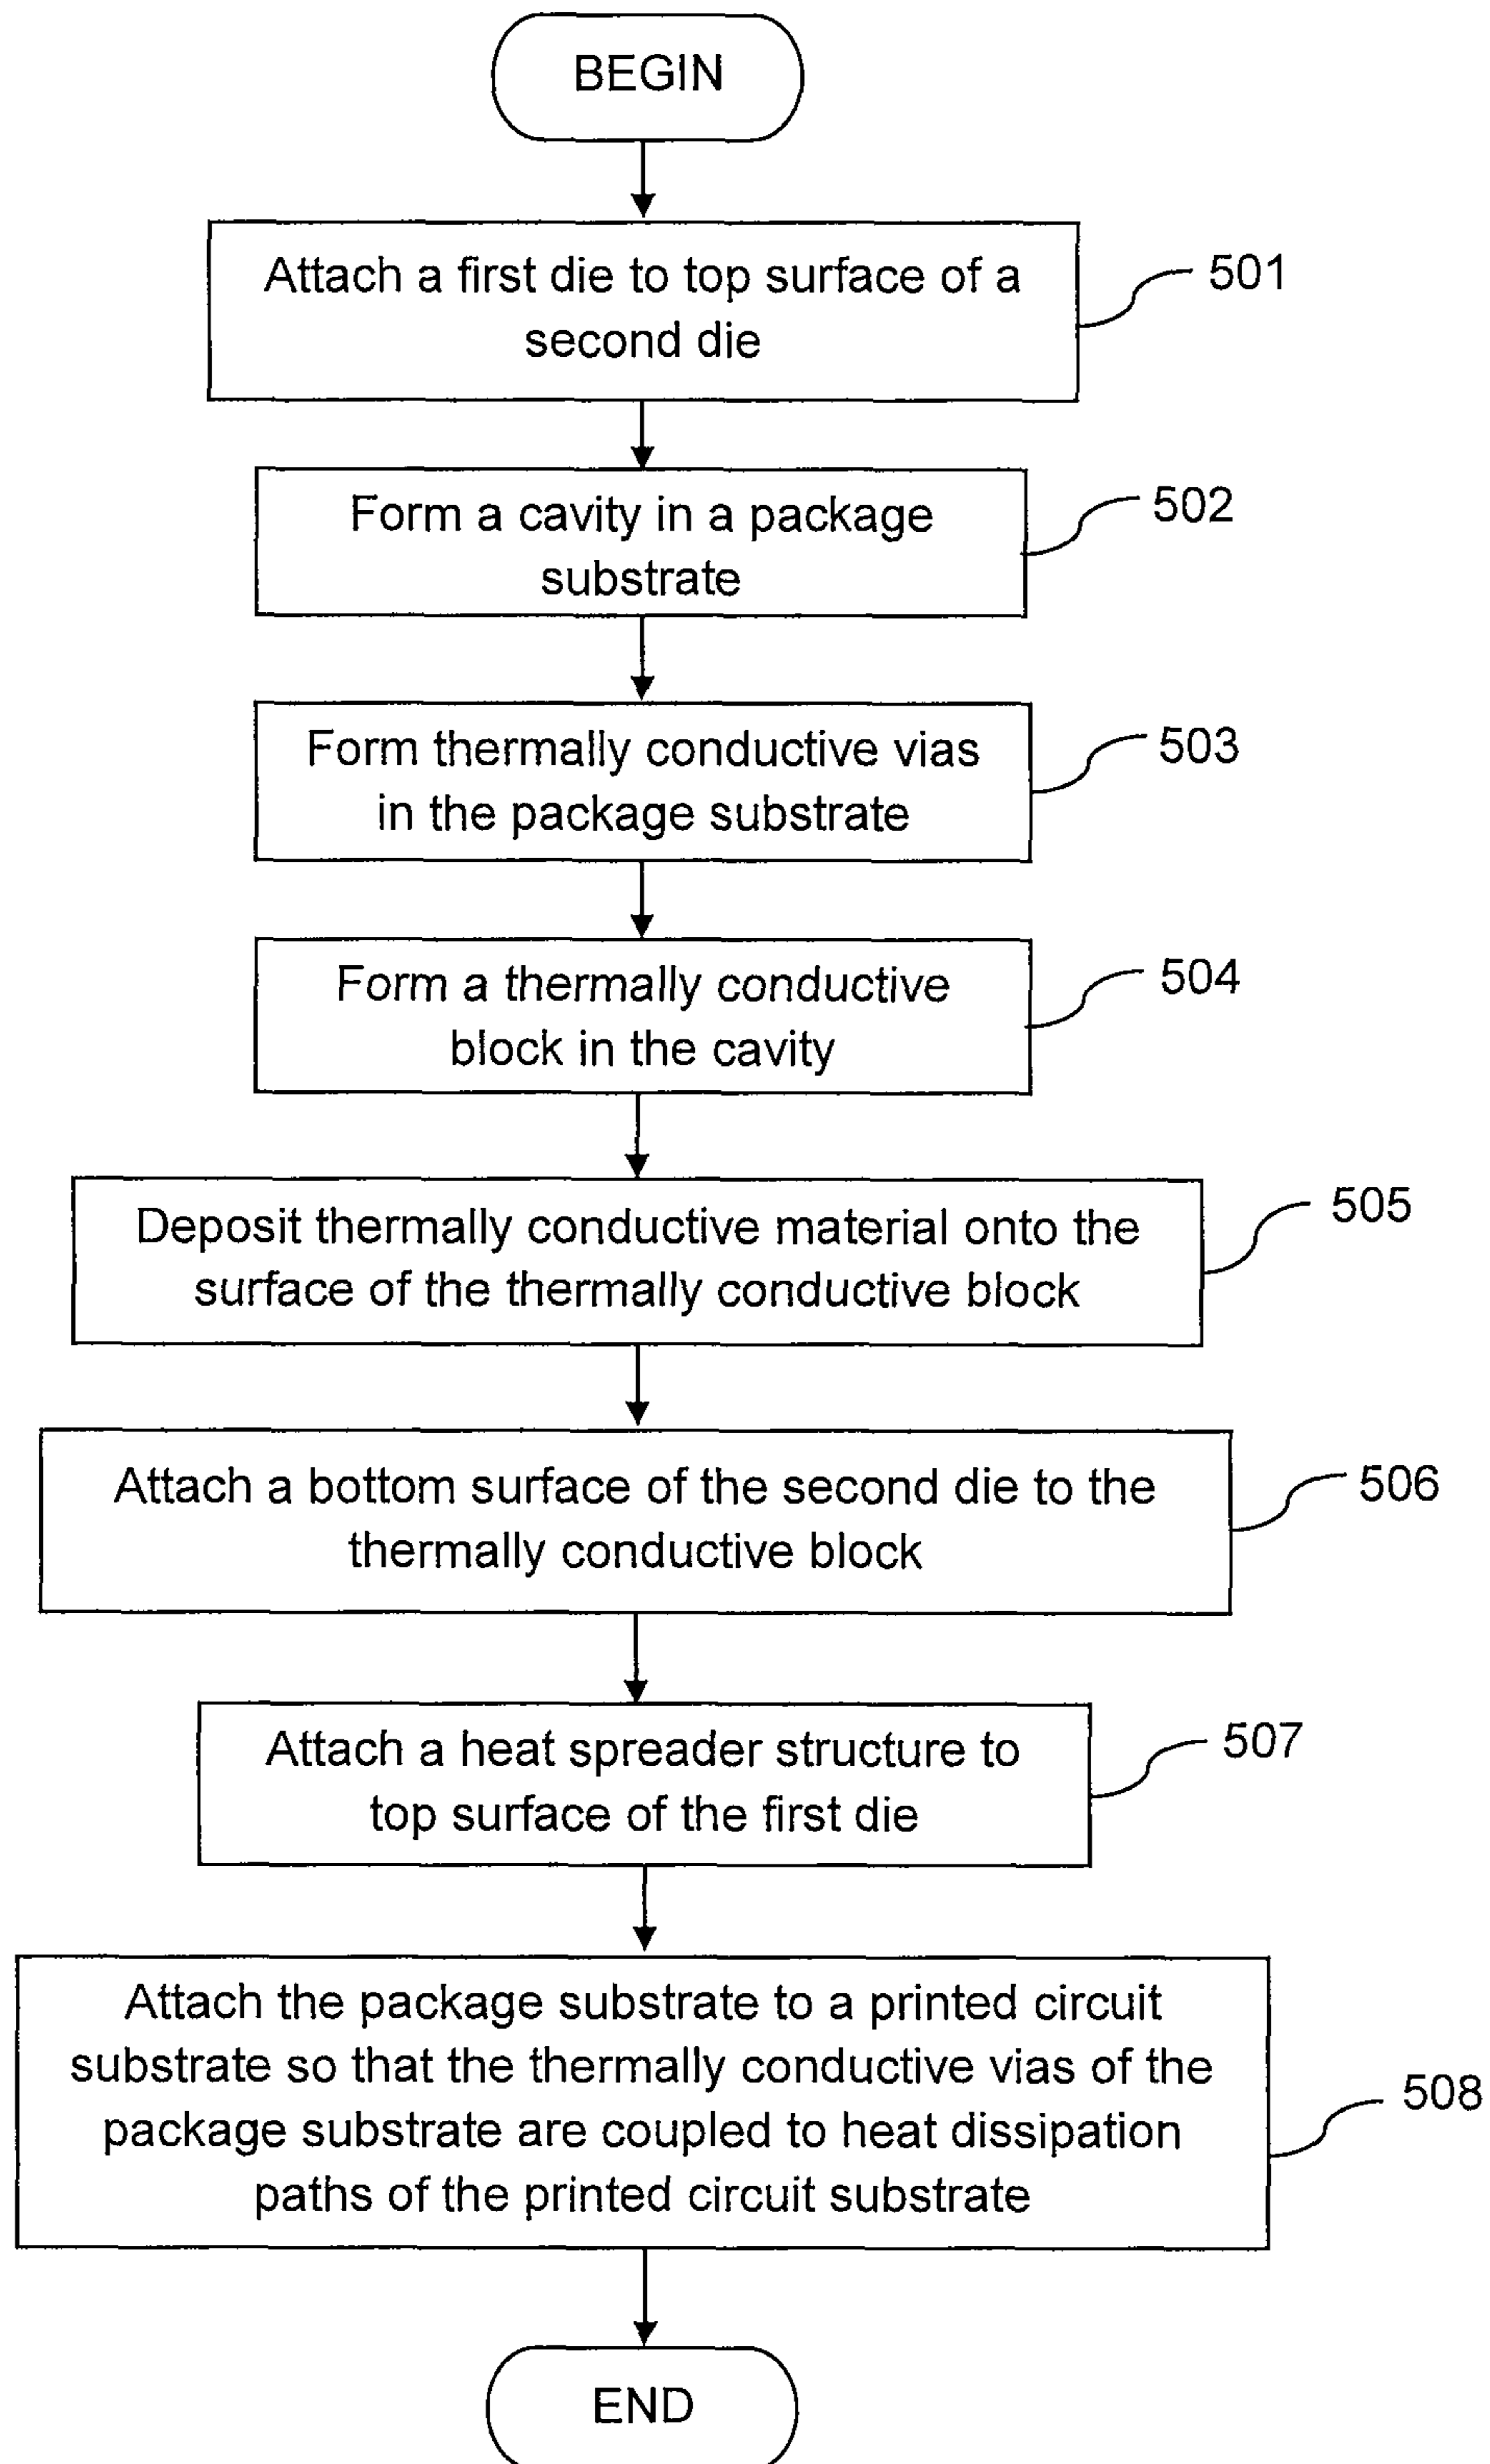 BEGIN
Attach a first die to top surface of a
second die
501
Form a cavity in a package
substrate
502
Form thermally conductive vias
in the package substrate
503
Form a thermally conductive
block in the cavity
504
Deposit thermally conductive material onto the
surface of the thermally conductive block
505
Attach a bottom surface of the second die to the
thermally conductive block
506
Attach a heat spreader structure to
top surface of the first die
507
Attach the package substrate to a printed circuit
substrate so that the thermally conductive vias of the
package substrate are coupled to heat dissipation
paths of the printed circuit substrate
508
END